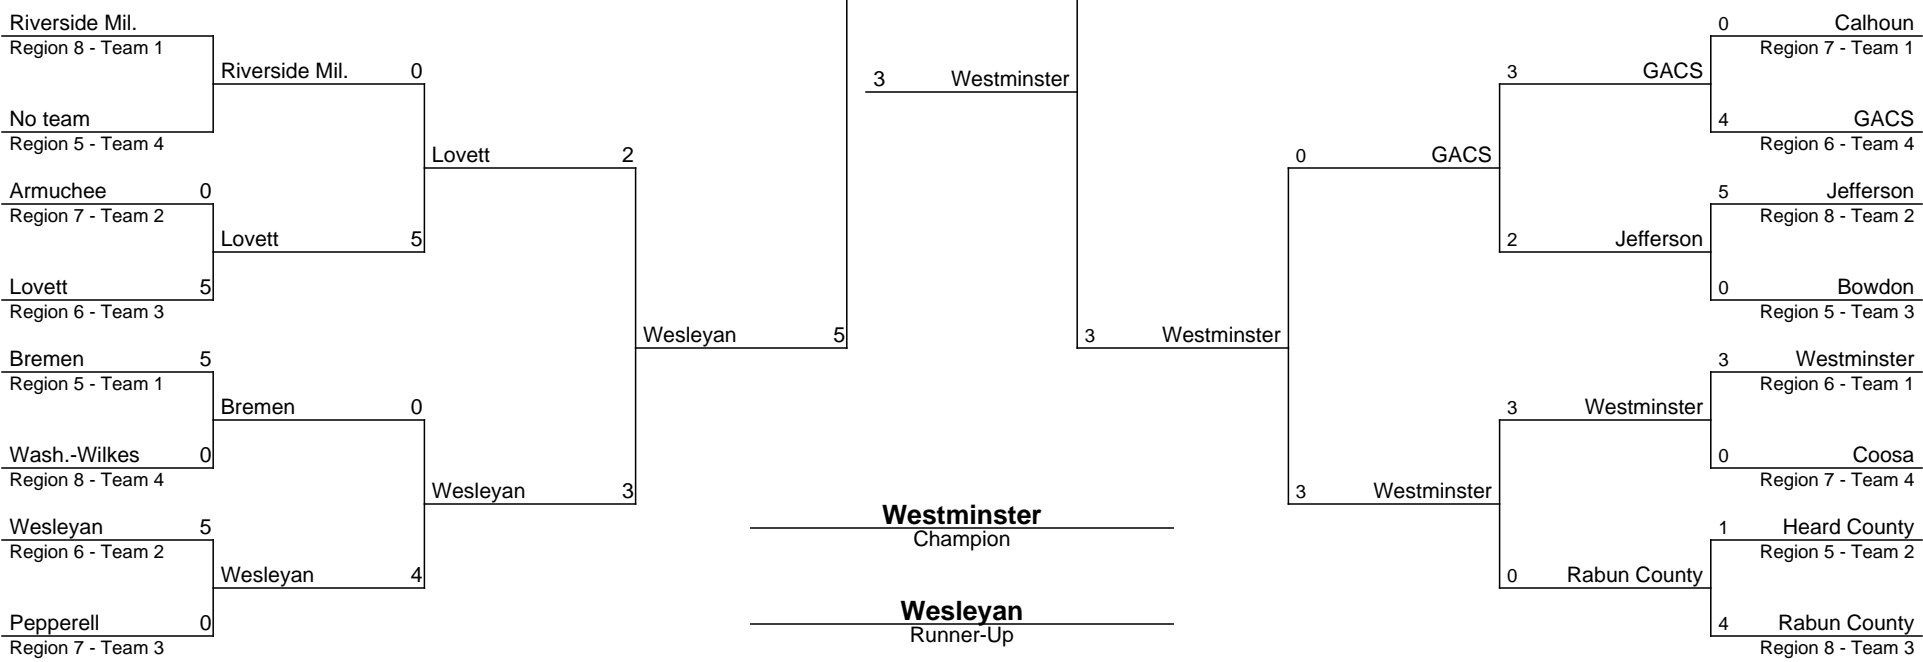 Riverside Mil.
Region 8 - Team 1
Riverside Mil. 0
No team
Region 5 - Team 4
Lovett 2
Armuchee 0
Region 7 - Team 2
Lovett 5
Lovett 5
Region 6 - Team 3
Wesleyan 5
Bremen 5
Region 5 - Team 1
Bremen 0
Wash.-Wilkes 0
Region 8 - Team 4
Wesleyan 3
Wesleyan 5
Region 6 - Team 2
Wesleyan 4
Pepperell 0
Region 7 - Team 3
3 Westminster
Westminster
Champion
Wesleyan
Runner-Up
0 Calhoun
Region 7 - Team 1
3 GACS
4 GACS
Region 6 - Team 4
0 GACS
5 Jefferson
Region 8 - Team 2
2 Jefferson
0 Bowdon
Region 5 - Team 3
3 Westminster
3 Westminster
Region 6 - Team 1
3 Westminster
0 Coosa
Region 7 - Team 4
3 Westminster
1 Heard County
Region 5 - Team 2
0 Rabun County
4 Rabun County
Region 8 - Team 3